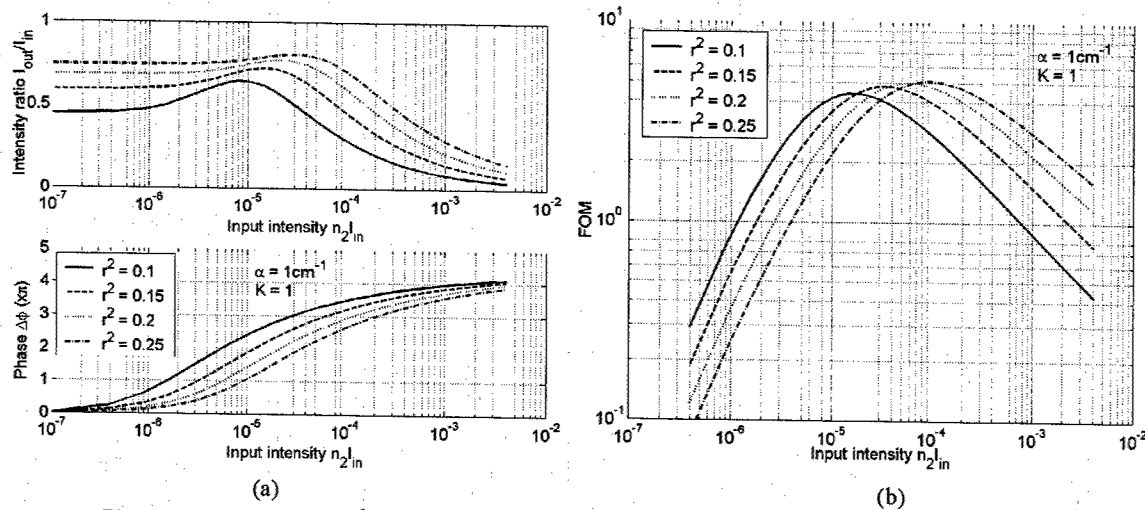 1
0.5
0
Intensity ratio I_out/I_in
10^-7 10^-6 10^-5 10^-4 10^-3 10^-2
Input intensity n_2I_in
5
4
3
2
1
0
Phase Δϕ (xπ)
r^2 = 0.1
r^2 = 0.15
r^2 = 0.2
r^2 = 0.25
α = 1cm^-1
K = 1
10^-7 10^-6 10^-5 10^-4 10^-3 10^-2
Input intensity n_2I_in
(a)
10^1
10^0
10^-1
FOM
r^2 = 0.1
r^2 = 0.15
r^2 = 0.2
r^2 = 0.25
α = 1cm^-1
K = 1
10^-7 10^-6 10^-5 10^-4 10^-3 10^-2
Input intensity n_2I_in
(b)